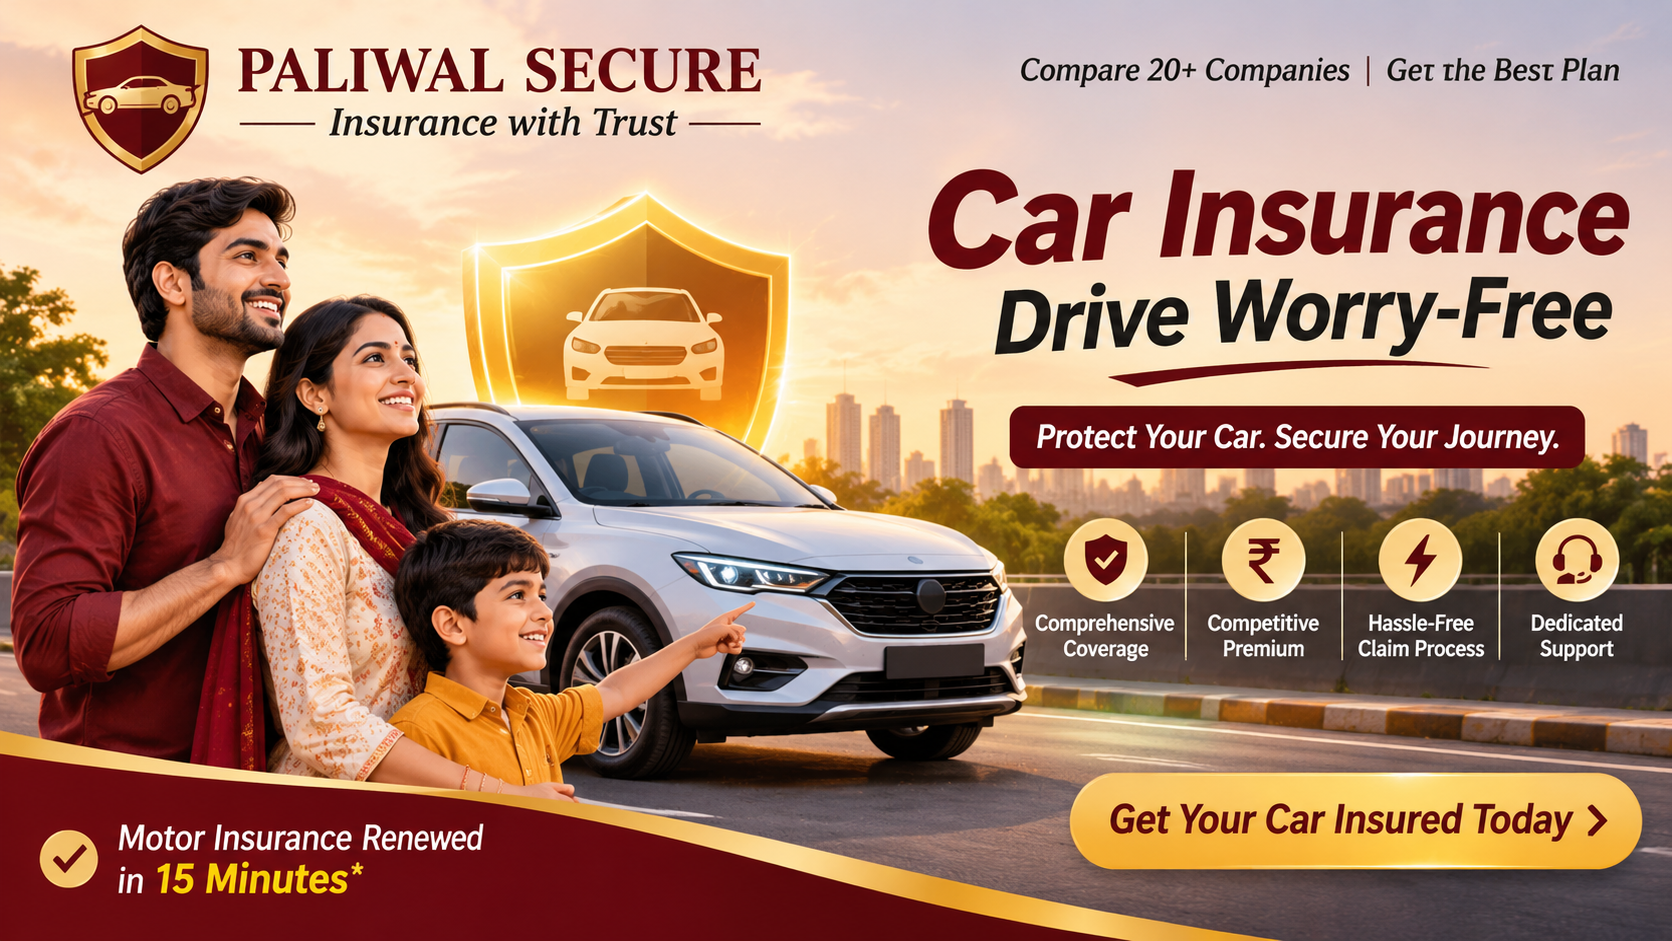 PALIWAL SECURE
Insurance with Trust
Compare 20+ Companies | Get the Best Plan
Car Insurance
Drive Worry-Free
Protect Your Car. Secure Your Journey.
Comprehensive
Coverage
Competitive
Premium
Hassle-Free
Claim Process
Dedicated
Support
Motor Insurance Renewed
in 15 Minutes*
Get Your Car Insured Today